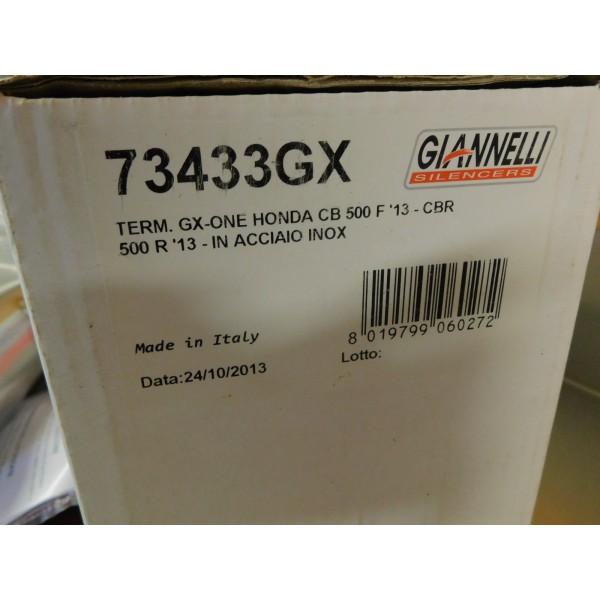 73433GX
GIANNELLI
SILENCERS
TERM. GX-ONE HONDA CB 500 F '13 - CBR
500 R '13 - IN ACCIAIO INOX
Made in Italy
8 019799 060272
Lotto:
Data:24/10/2013